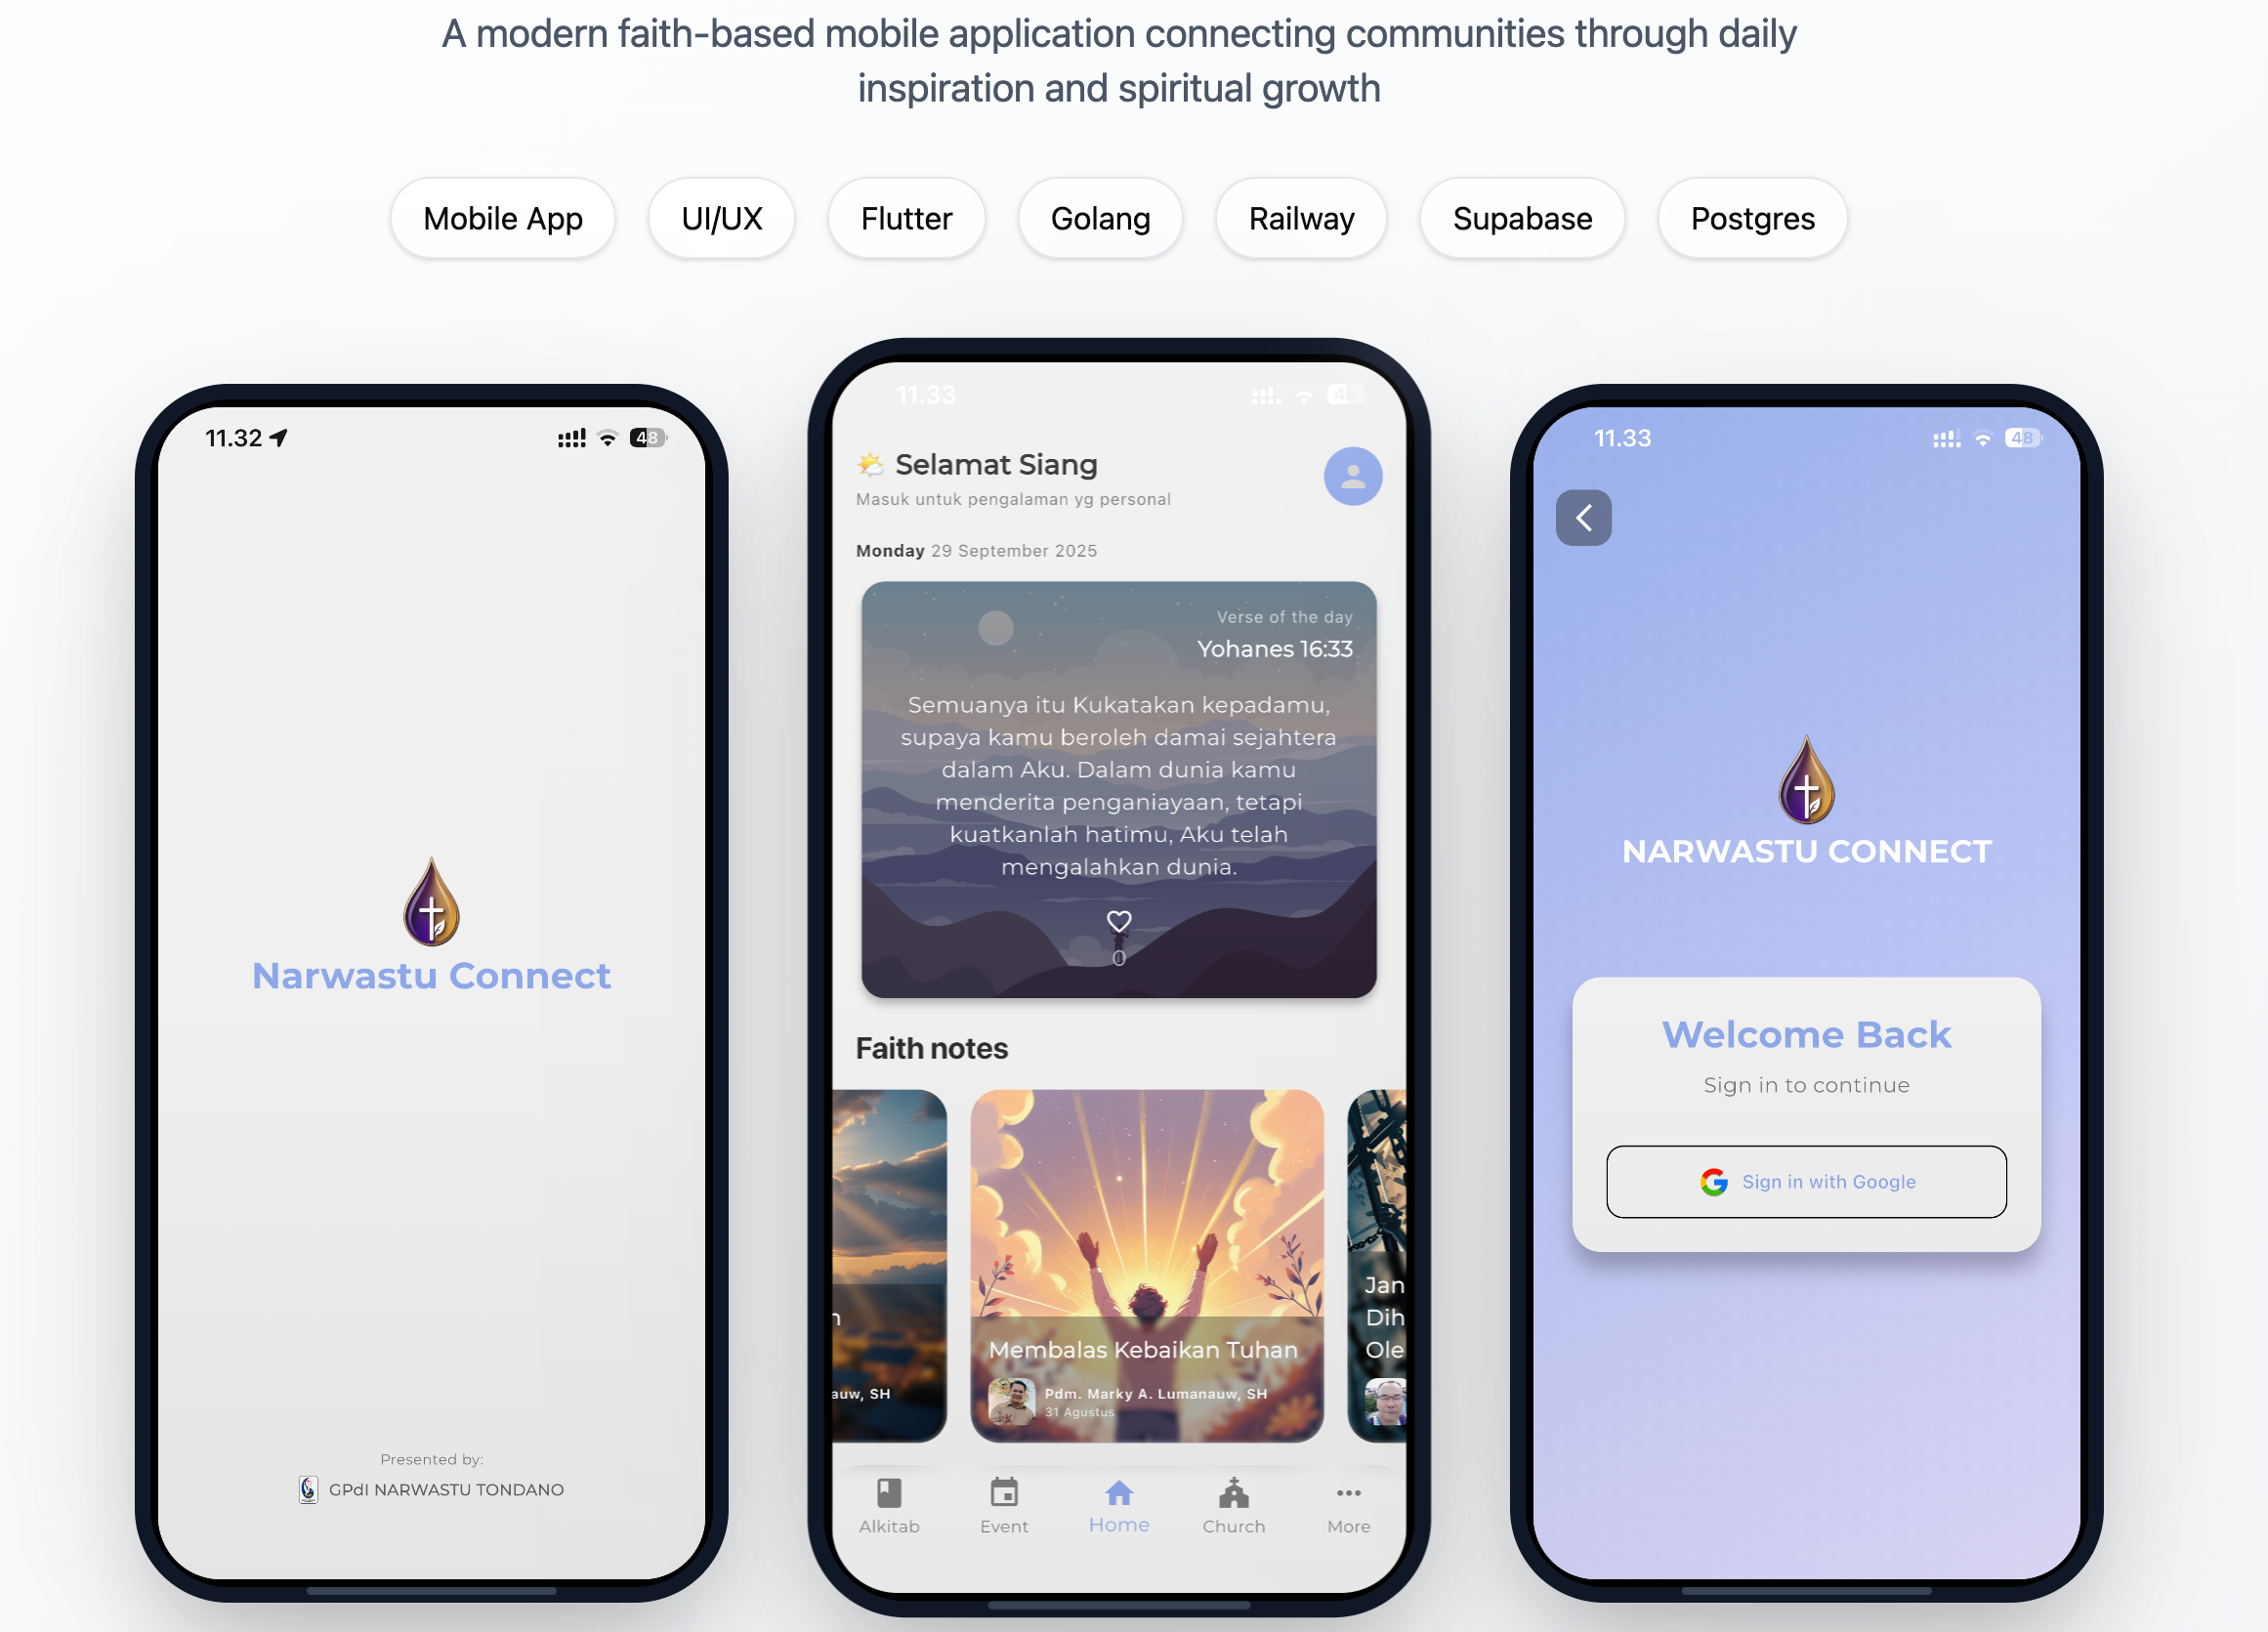 A modern faith-based mobile application connecting communities through daily
inspiration and spiritual growth
Mobile App
UI/UX
Flutter
Golang
Railway
Supabase
Postgres
11.32
48
Narwastu Connect
Presented by:
GPdI NARWASTU TONDANO
11.33
48
Selamat Siang
Masuk untuk pengalaman yg personal
Monday 29 September 2025
Verse of the day
Yohanes 16:33
Semuanya itu Kukatakan kepadamu,
supaya kamu beroleh damai sejahtera
dalam Aku. Dalam dunia kamu
menderita penganiayaan, tetapi
kuatkanlah hatimu, Aku telah
mengalahkan dunia.
0
Faith notes
n
auw, SH
Membalas Kebaikan Tuhan
Pdm. Marky A. Lumanauw, SH
31 Agustus
Jan
Dih
Ole
Alkitab
Event
Home
Church
More
11.33
48
NARWASTU CONNECT
Welcome Back
Sign in to continue
Sign in with Google